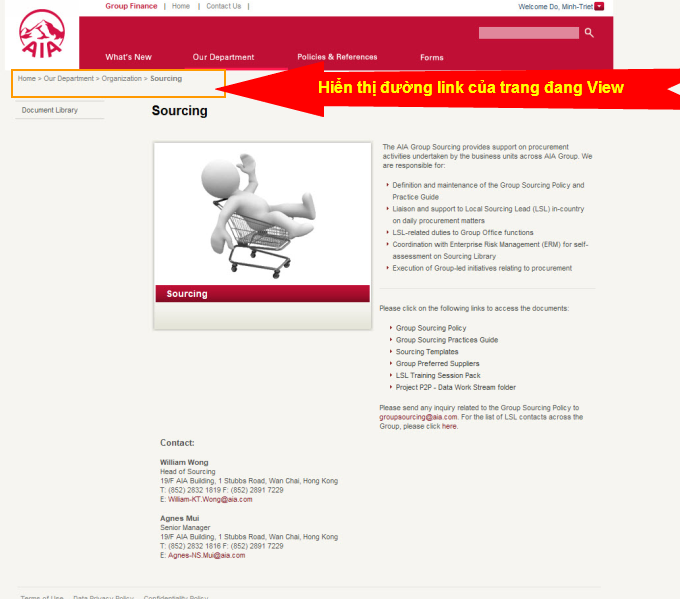 Group Finance | Home | Contact Us |
Welcome Do, Minh-Triet
AIA
What's New Our Department Policies & References Forms
Home > Our Department > Organization > Sourcing
Hiển thị đường link của trang đang View
Document Library
Sourcing
The AIA Group Sourcing provides support on procurement
activities undertaken by the business units across AIA Group. We
are responsible for:
Definition and maintenance of the Group Sourcing Policy and
Practice Guide
Liaison and support to Local Sourcing Lead (LSL) in-country
on daily procurement matters
LSL-related duties to Group Office functions
Coordination with Enterprise Risk Management (ERM) for self-
assessment on Sourcing Library
Execution of Group-led initiatives relating to procurement
Sourcing
Please click on the following links to access the documents:
Group Sourcing Policy
Group Sourcing Practices Guide
Sourcing Templates
Group Preferred Suppliers
LSL Training Session Pack
Project P2P - Data Work Stream folder
Please send any inquiry related to the Group Sourcing Policy to
groupsourcing@aia.com. For the list of LSL contacts across the
Group, please click here.
Contact:
William Wong
Head of Sourcing
19/F AIA Building, 1 Stubbs Road, Wan Chai, Hong Kong
T: (852) 2832 1819 F: (852) 2891 7229
E: William-KT.Wong@aia.com
Agnes Mui
Senior Manager
19/F AIA Building, 1 Stubbs Road, Wan Chai, Hong Kong
T: (852) 2832 1816 F: (852) 2891 7229
E: Agnes-NS.Mui@aia.com
Terms of Use Data Privacy Policy Confidentiality Policy